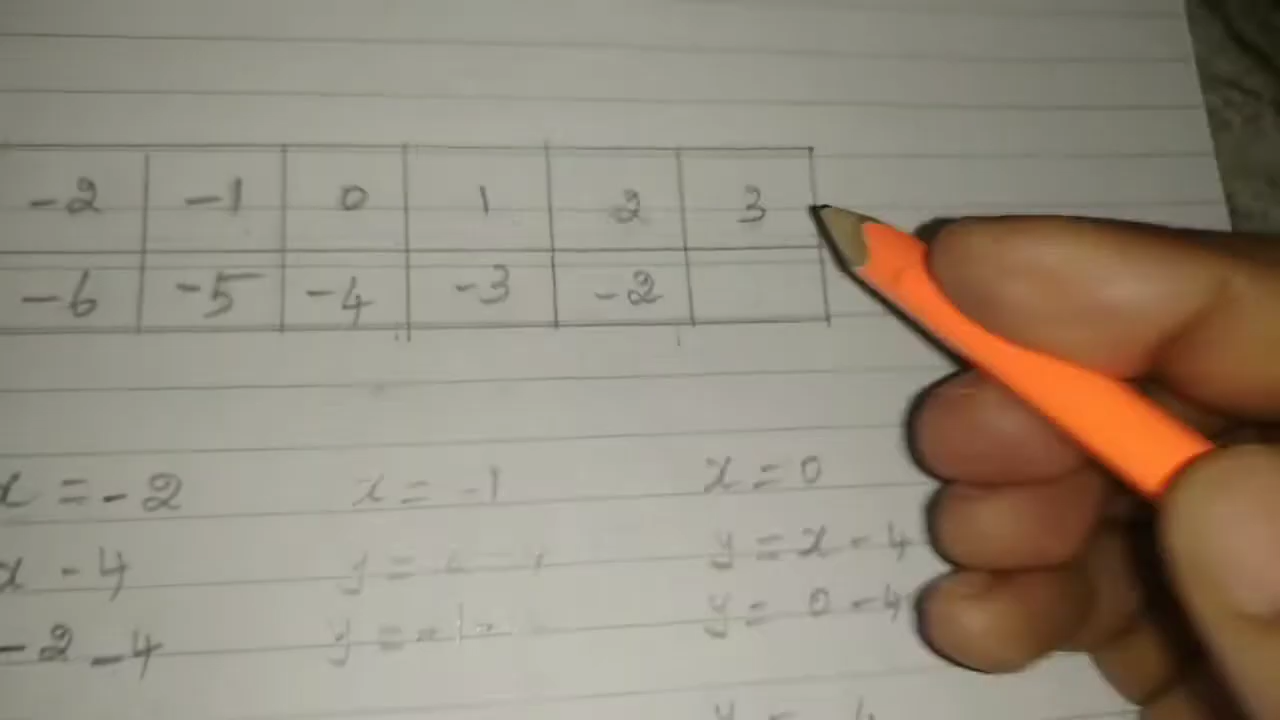 -2 -1 0 1 2 3
-6 -5 -4 -3 -2
x = -2 x = -1 x = 0
x - 4 y = y = x - 4
-2 -4 y = -1 - y = 0 - 4